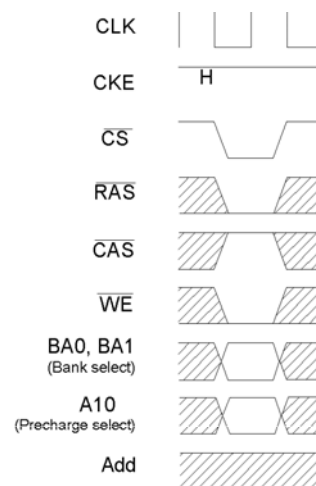 CLK
CKE
H
CS
RAS
CAS
WE
BA0, BA1
(Bank select)
A10
(Precharge select)
Add